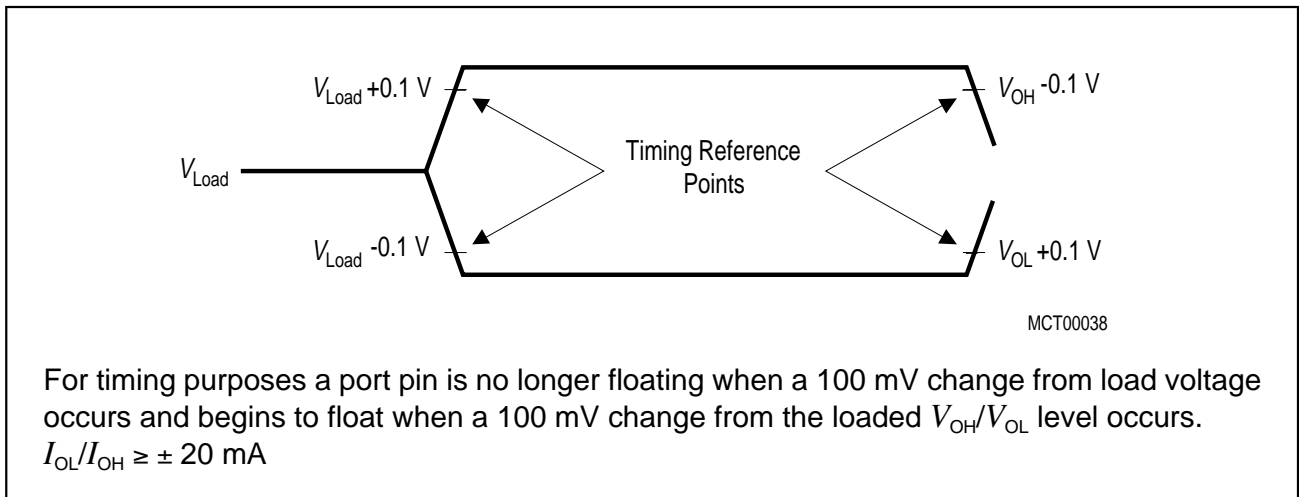 V_Load +0.1 V
V_OH -0.1 V
Timing Reference
Points
V_Load
V_Load -0.1 V
V_OL +0.1 V
MCT00038
For timing purposes a port pin is no longer floating when a 100 mV change from load voltage
occurs and begins to float when a 100 mV change from the loaded V_OH/V_OL level occurs.
I_OL/I_OH ≥ ± 20 mA